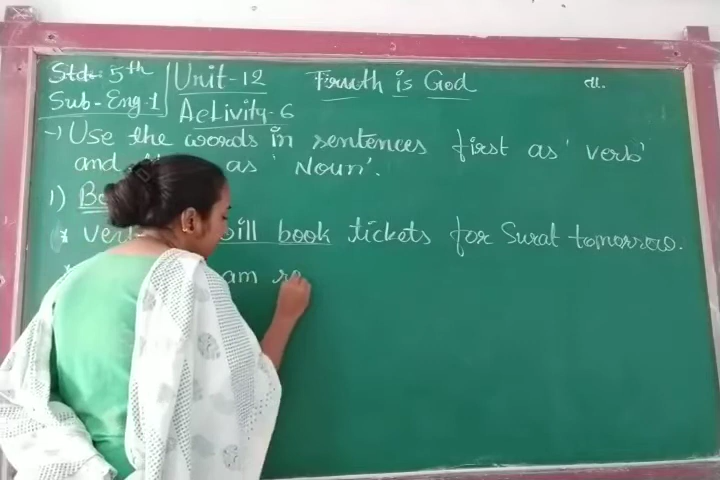 Std- 5th
Sub-Eng-1
Unit-12
Activity-6
Truth is God
dt.
→ Use the words in sentences first as 'verb'
and as 'Noun'.
1)
* will book tickets for Surat tomorrow.
* am